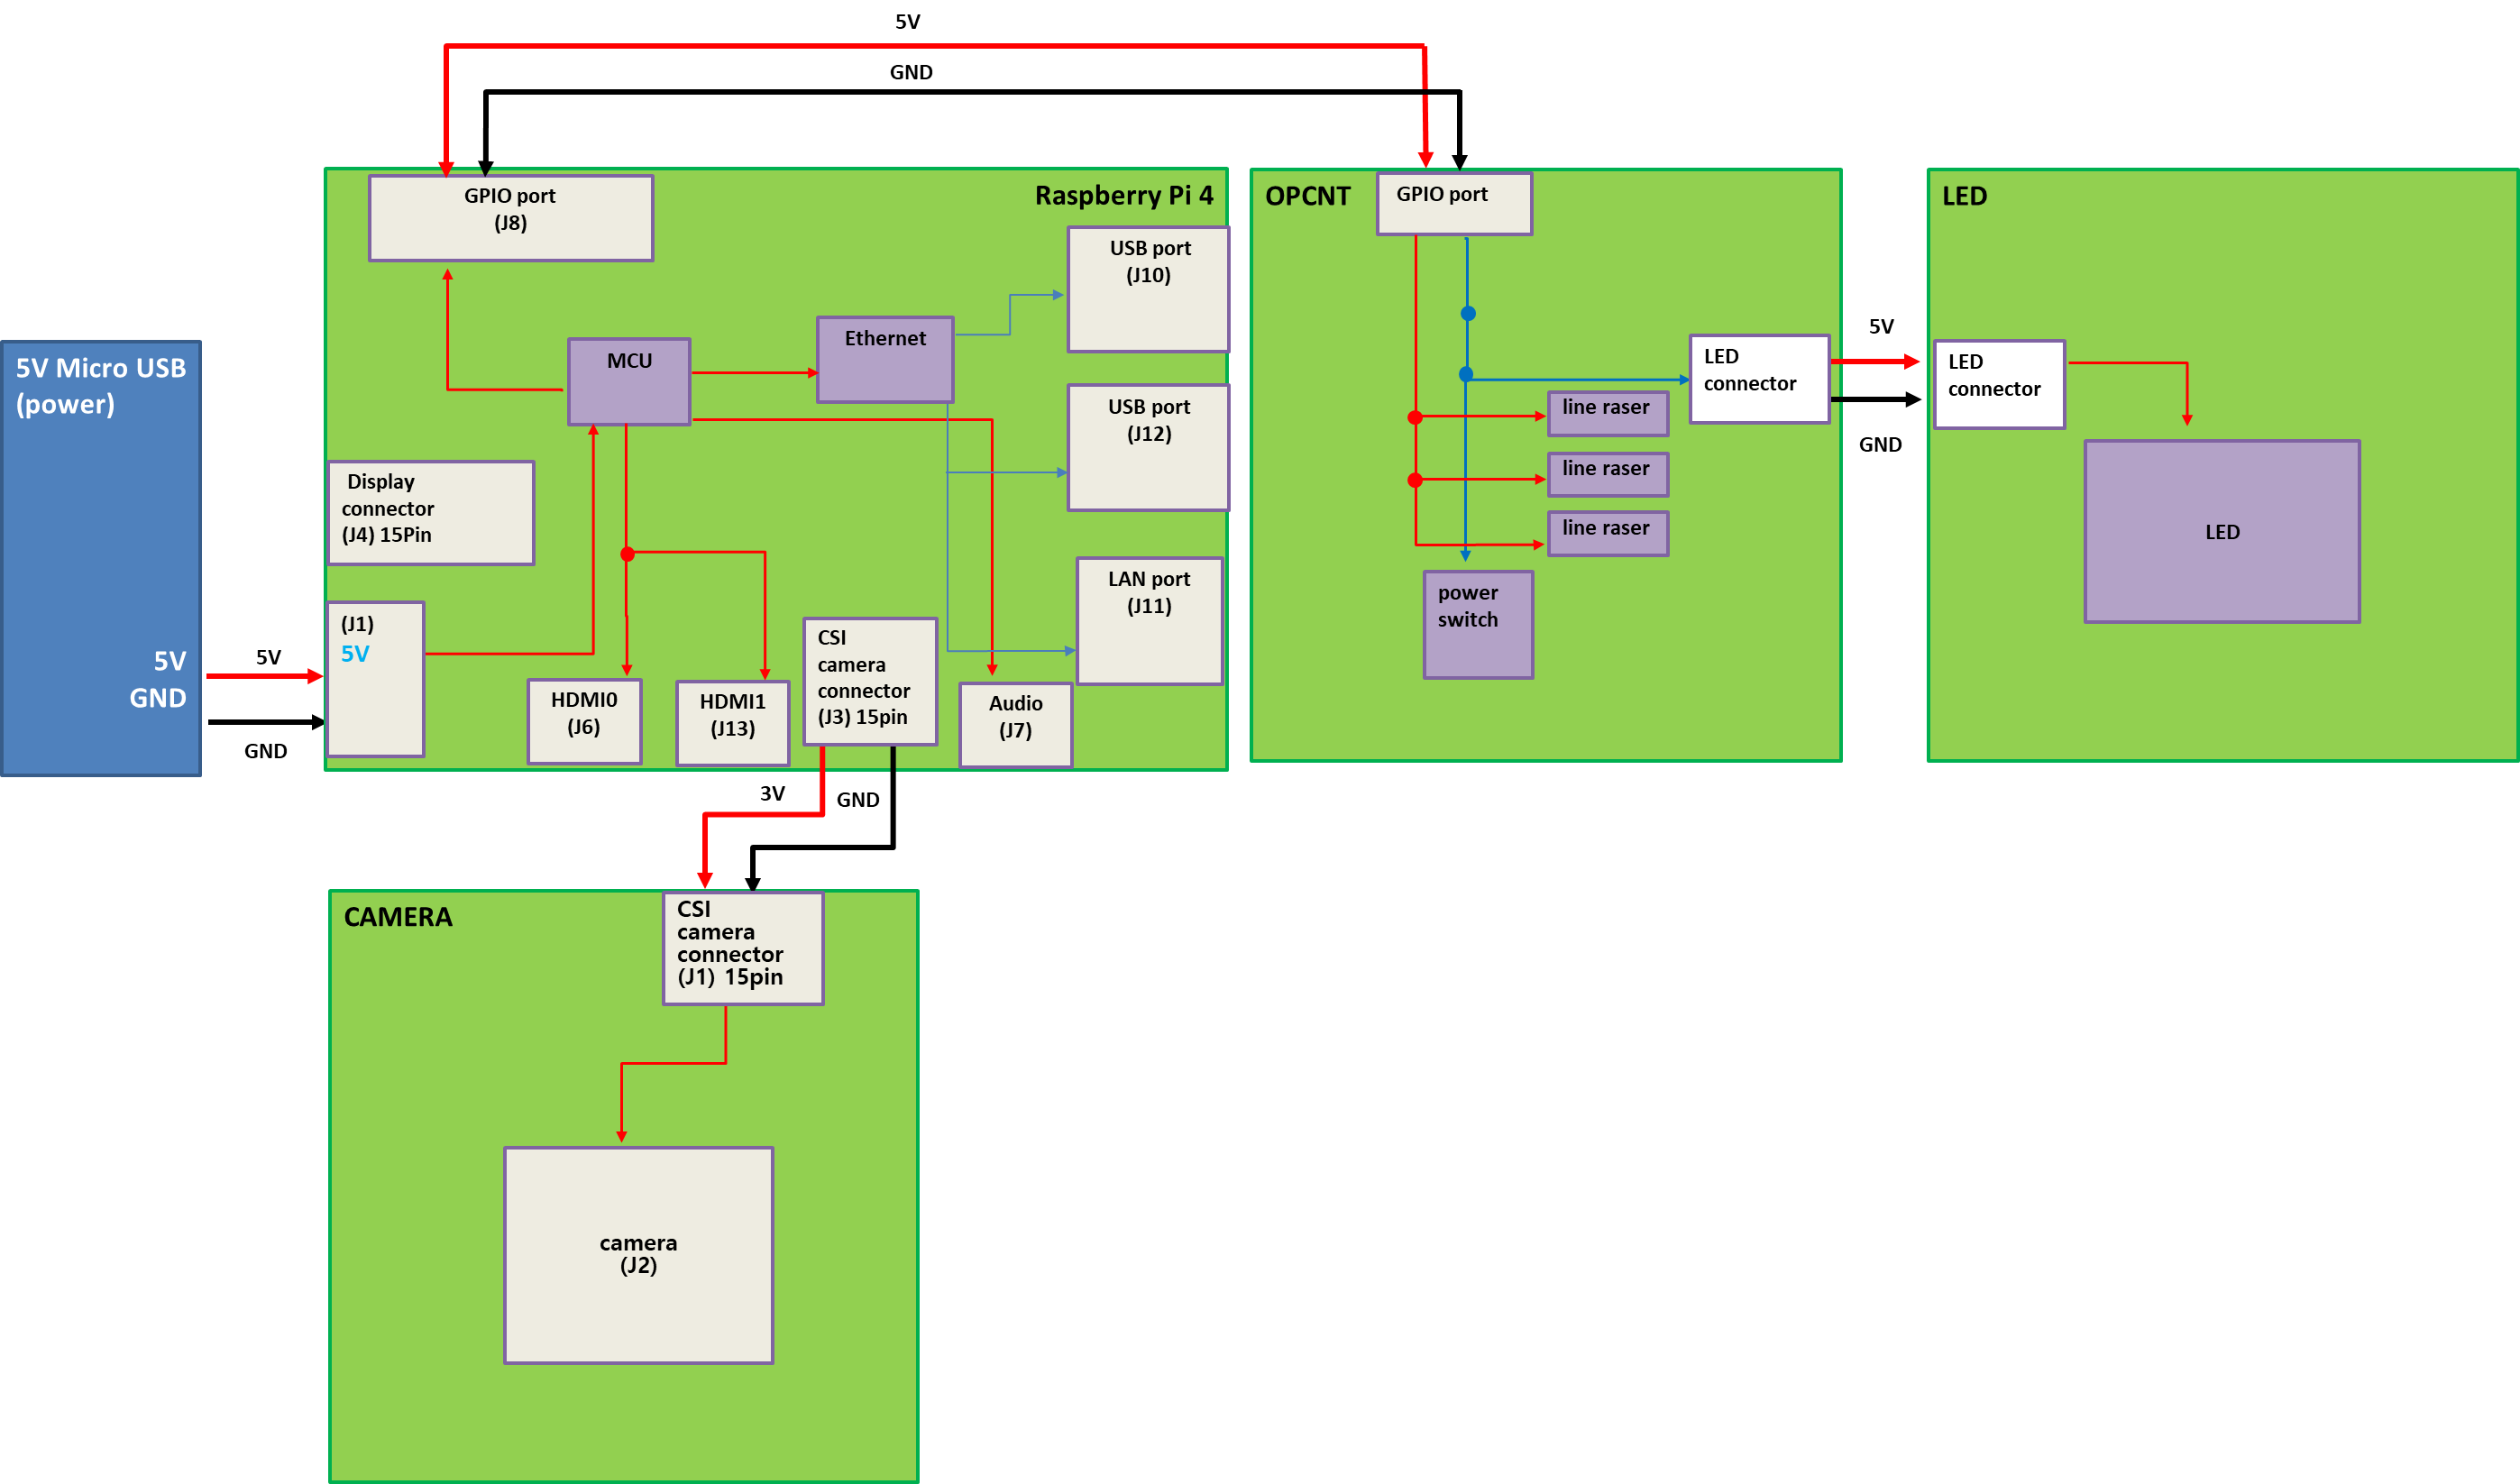 5V
GND
GPIO port
(J8)
Raspberry Pi 4
USB port
(J10)
Ethernet
MCU
USB port
(J12)
Display
connector
(J4) 15Pin
LAN port
(J11)
(J1)
5V
CSI
camera
connector
(J3) 15pin
HDMI0
(J6)
HDMI1
(J13)
Audio
(J7)
5V Micro USB
(power)
5V
GND
5V
GND
OPCNT
GPIO port
LED
connector
line raser
line raser
line raser
power
switch
5V
GND
LED
LED
connector
LED
3V
GND
CAMERA
CSI
camera
connector
(J1) 15pin
camera
(J2)